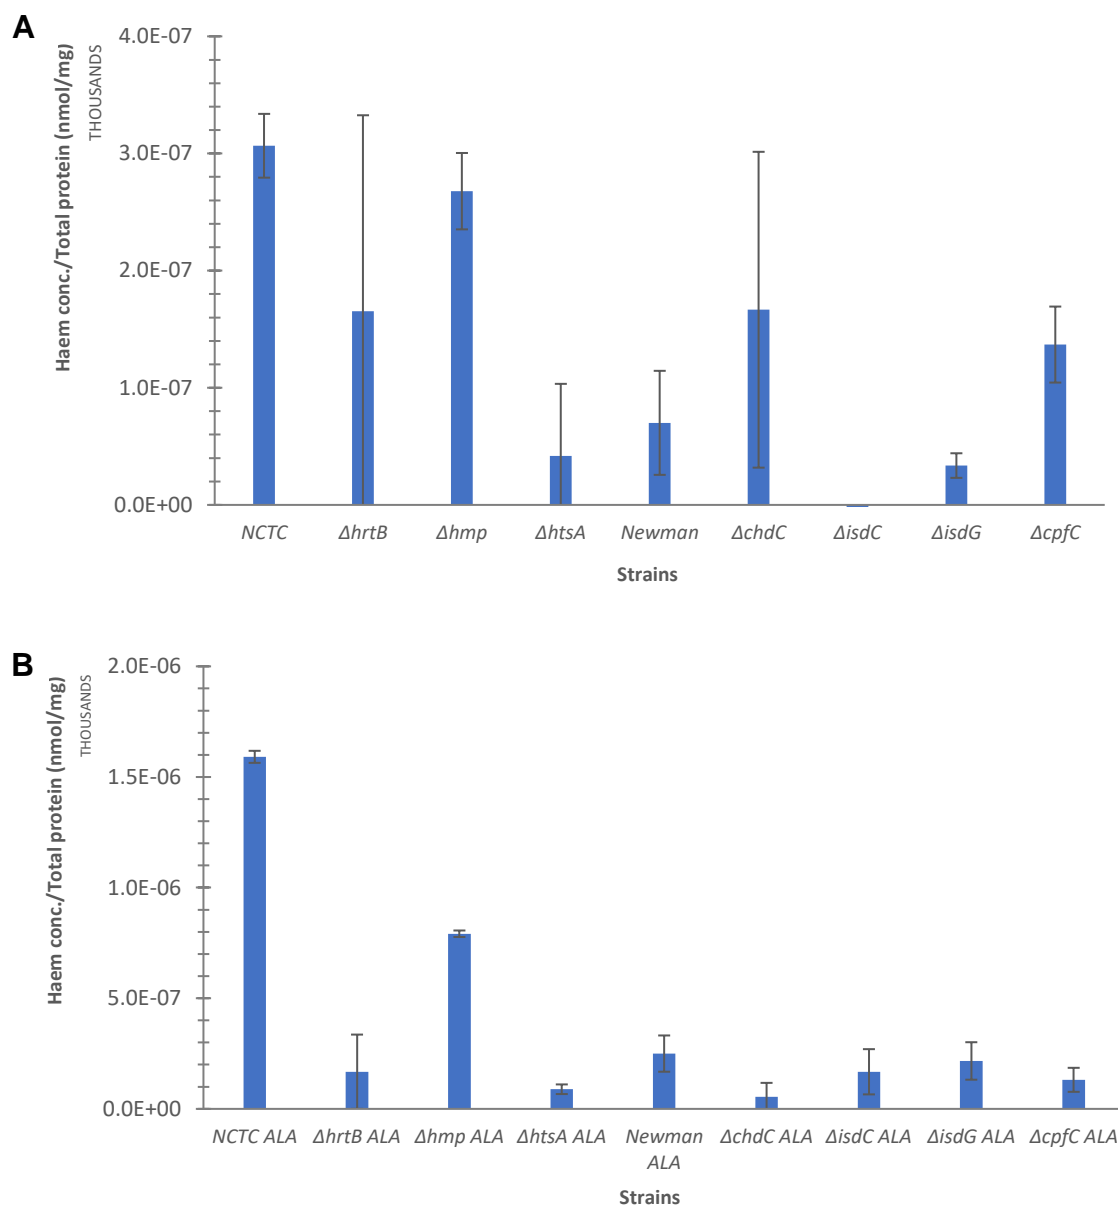 A
Haem conc./Total protein (nmol/mg)
THOUSANDS
4.0E-07
3.0E-07
2.0E-07
1.0E-07
0.0E+00
NCTC ΔhrtB Δhmp ΔhtsA Newman ΔchdC ΔisdC ΔisdG ΔcpfC
Strains
B
Haem conc./Total protein (nmol/mg)
THOUSANDS
2.0E-06
1.5E-06
1.0E-06
5.0E-07
0.0E+00
NCTC ALA ΔhrtB ALA Δhmp ALA ΔhtsA ALA Newman ALA ΔchdC ALA ΔisdC ALA ΔisdG ALA ΔcpfC ALA
Strains